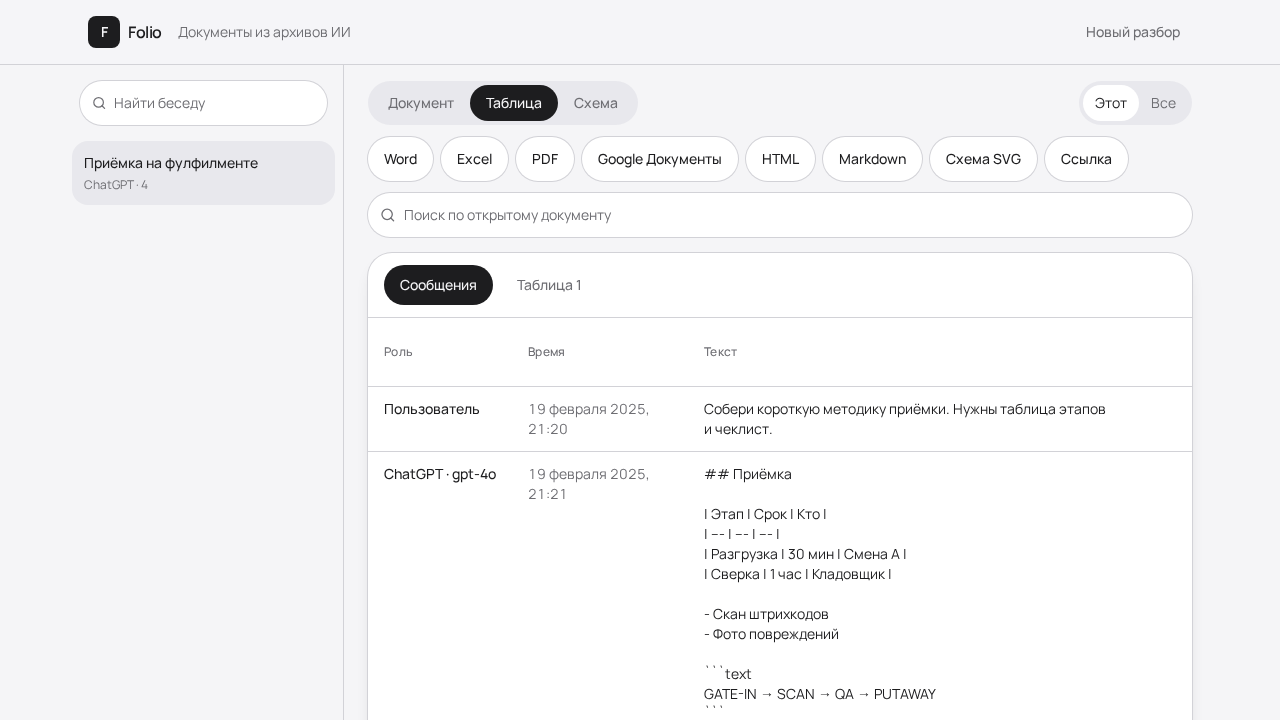 F Folio Документы из архивов ИИ Новый разбор
Найти беседу
Приёмка на фулфилменте
ChatGPT · 4
Документ Таблица Схема Этот Все
Word Excel PDF Google Документы HTML Markdown Схема SVG Ссылка
Поиск по открытому документу
Сообщения Таблица 1
Роль Время Текст
Пользователь 19 февраля 2025, Собери короткую методику приёмки. Нужны таблица этапов
21:20 и чеклист.
ChatGPT · gpt-4o 19 февраля 2025, ## Приёмка
21:21
| Этап | Срок | Кто |
| --- | --- | --- |
| Разгрузка | 30 мин | Смена А |
| Сверка | 1 час | Кладовщик |
- Скан штрихкодов
- Фото повреждений
```text
GATE-IN → SCAN → QA → PUTAWAY
```